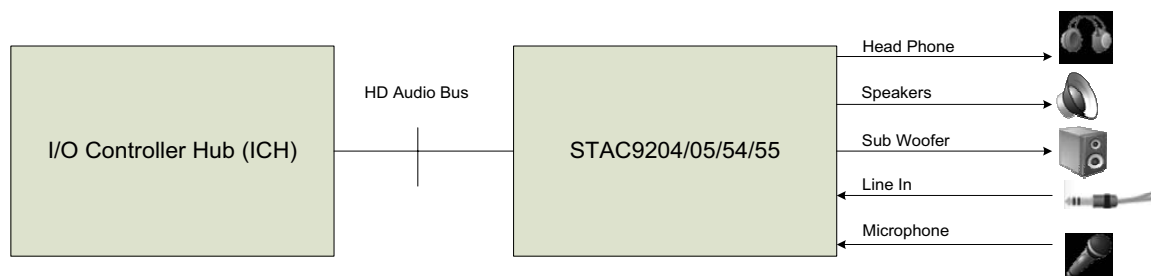 I/O Controller Hub (ICH)
HD Audio Bus
STAC9204/05/54/55
Head Phone
Speakers
Sub Woofer
Line In
Microphone